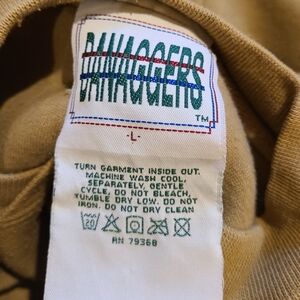 DAVAGGERS
TM
·L·
TURN GARMENT INSIDE OUT.
MACHINE WASH COOL,
SEPARATELY, GENTLE
CYCLE, DO NOT BLEACH,
TUMBLE DRY LOW. DO NOT
IRON. DO NOT DRY CLEAN
RN 79368